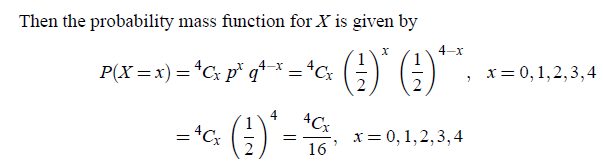 Then the probability mass function for X is given by
P(X = x) = ⁴Cₓ pˣ q⁴⁻ˣ = ⁴Cₓ (1/2)ˣ (1/2)⁴⁻ˣ, x = 0, 1, 2, 3, 4
= ⁴Cₓ (1/2)⁴ = ⁴Cₓ/16, x = 0, 1, 2, 3, 4